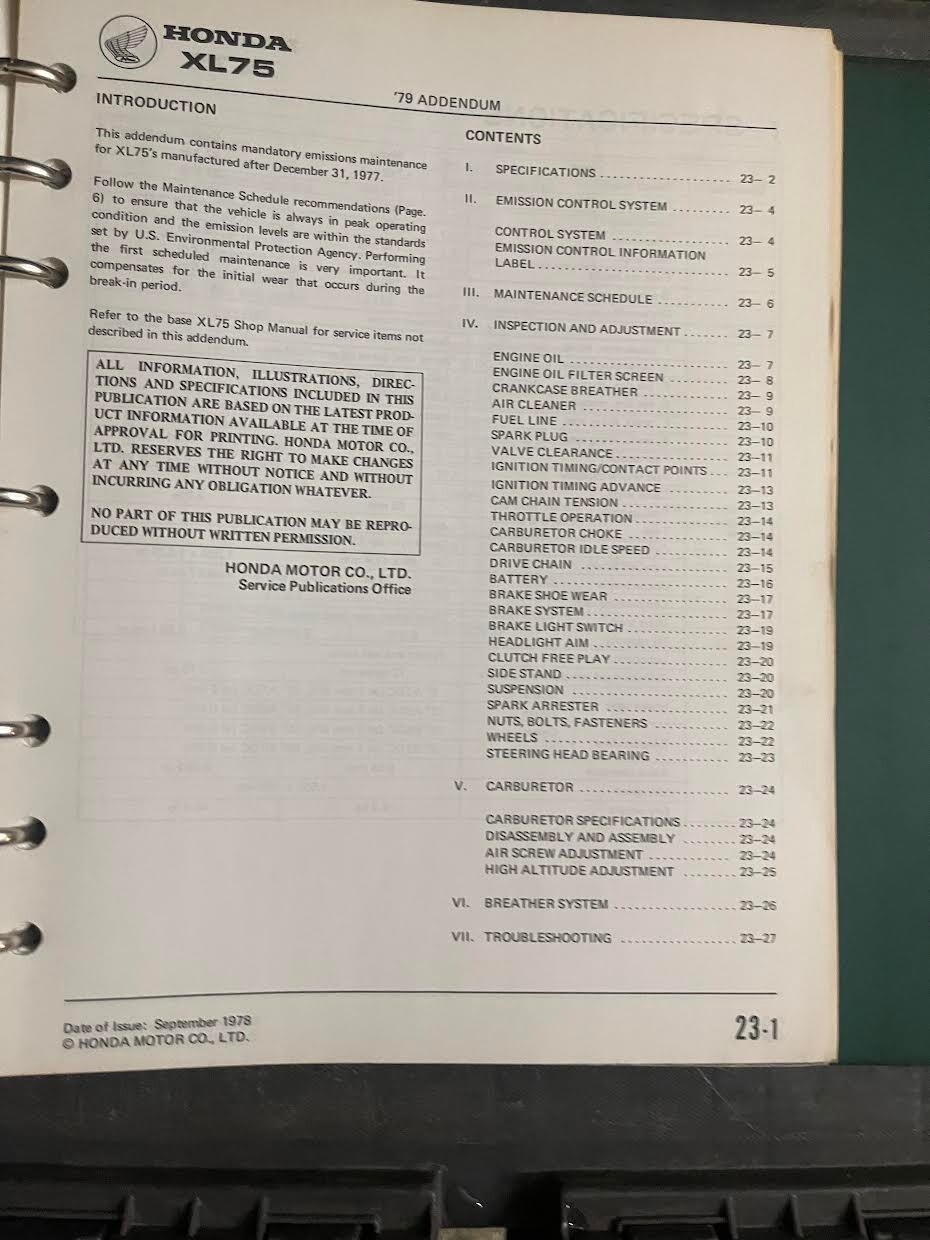 HONDA
XL75
'79 ADDENDUM
INTRODUCTION
This addendum contains mandatory emissions maintenance
for XL75's manufactured after December 31, 1977.
Follow the Maintenance Schedule recommendations (Page.
6) to ensure that the vehicle is always in peak operating
condition and the emission levels are within the standards
set by U.S. Environmental Protection Agency. Performing
the first scheduled maintenance is very important. It
compensates for the initial wear that occurs during the
break-in period.
Refer to the base XL75 Shop Manual for service items not
described in this addendum.
ALL INFORMATION, ILLUSTRATIONS, DIREC-
TIONS AND SPECIFICATIONS INCLUDED IN THIS
PUBLICATION ARE BASED ON THE LATEST PROD-
UCT INFORMATION AVAILABLE AT THE TIME OF
APPROVAL FOR PRINTING. HONDA MOTOR CO.,
LTD. RESERVES THE RIGHT TO MAKE CHANGES
AT ANY TIME WITHOUT NOTICE AND WITHOUT
INCURRING ANY OBLIGATION WHATEVER.
NO PART OF THIS PUBLICATION MAY BE REPRO-
DUCED WITHOUT WRITTEN PERMISSION.
HONDA MOTOR CO., LTD.
Service Publications Office
CONTENTS
I. SPECIFICATIONS .................... 23– 2
II. EMISSION CONTROL SYSTEM ......... 23– 4
CONTROL SYSTEM .................. 23– 4
EMISSION CONTROL INFORMATION
LABEL ............................. 23– 5
III. MAINTENANCE SCHEDULE ........... 23– 6
IV. INSPECTION AND ADJUSTMENT ....... 23– 7
ENGINE OIL ........................ 23– 7
ENGINE OIL FILTER SCREEN ......... 23– 8
CRANKCASE BREATHER ............. 23– 9
AIR CLEANER ...................... 23– 9
FUEL LINE ......................... 23–10
SPARK PLUG ....................... 23–10
VALVE CLEARANCE ................. 23–11
IGNITION TIMING/CONTACT POINTS ... 23–11
IGNITION TIMING ADVANCE ......... 23–13
CAM CHAIN TENSION ................ 23–13
THROTTLE OPERATION .............. 23–14
CARBURETOR CHOKE ................ 23–14
CARBURETOR IDLE SPEED ........... 23–14
DRIVE CHAIN ...................... 23–15
BATTERY .......................... 23–16
BRAKE SHOE WEAR ................. 23–17
BRAKE SYSTEM ..................... 23–17
BRAKE LIGHT SWITCH .............. 23–19
HEADLIGHT AIM .................... 23–19
CLUTCH FREE PLAY ................ 23–20
SIDE STAND ........................ 23–20
SUSPENSION ....................... 23–20
SPARK ARRESTER .................. 23–21
NUTS, BOLTS, FASTENERS ........... 23–22
WHEELS ........................... 23–22
STEERING HEAD BEARING ........... 23–23
V. CARBURETOR ...................... 23–24
CARBURETOR SPECIFICATIONS ........ 23–24
DISASSEMBLY AND ASSEMBLY ........ 23–24
AIR SCREW ADJUSTMENT ............ 23–24
HIGH ALTITUDE ADJUSTMENT ........ 23–25
VI. BREATHER SYSTEM .................. 23–26
VII. TROUBLESHOOTING ................. 23–27
Date of Issue: September 1978
© HONDA MOTOR CO., LTD.
23-1